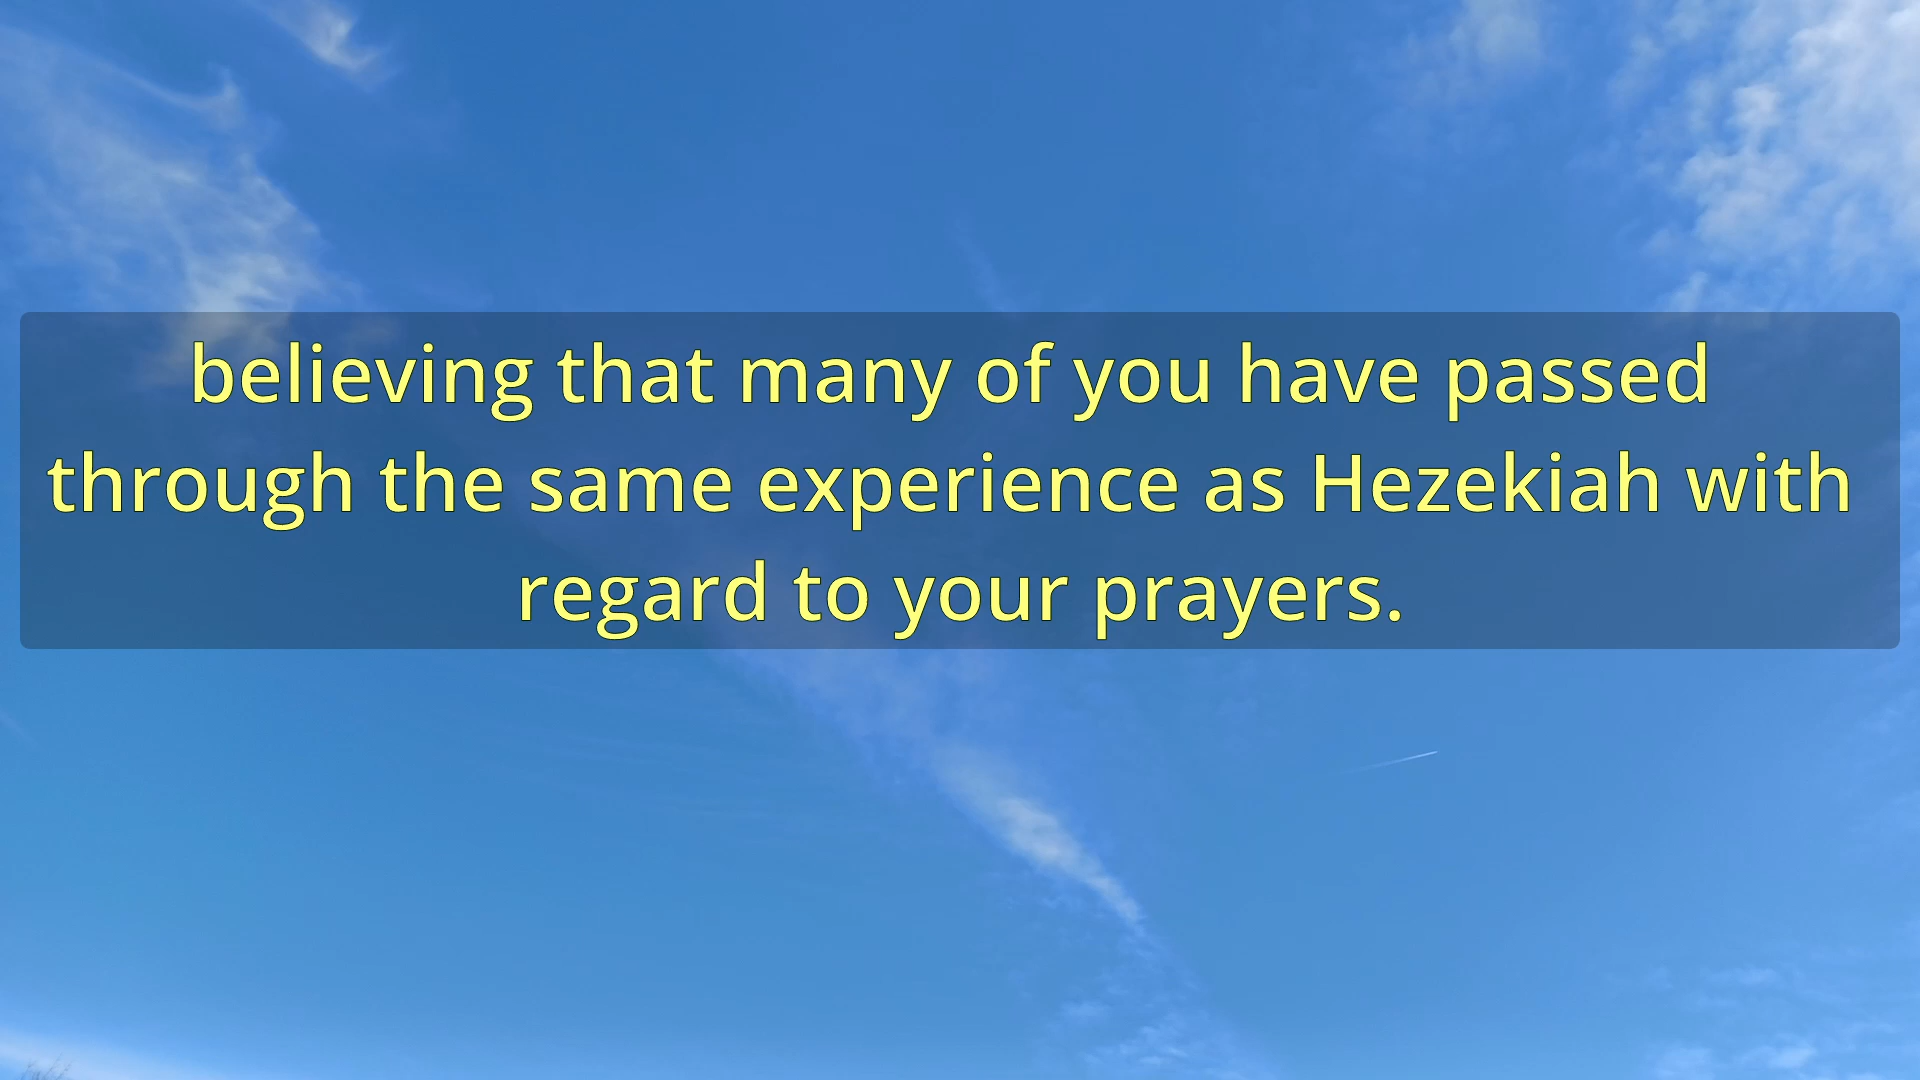 believing that many of you have passed
through the same experience as Hezekiah with
regard to your prayers.